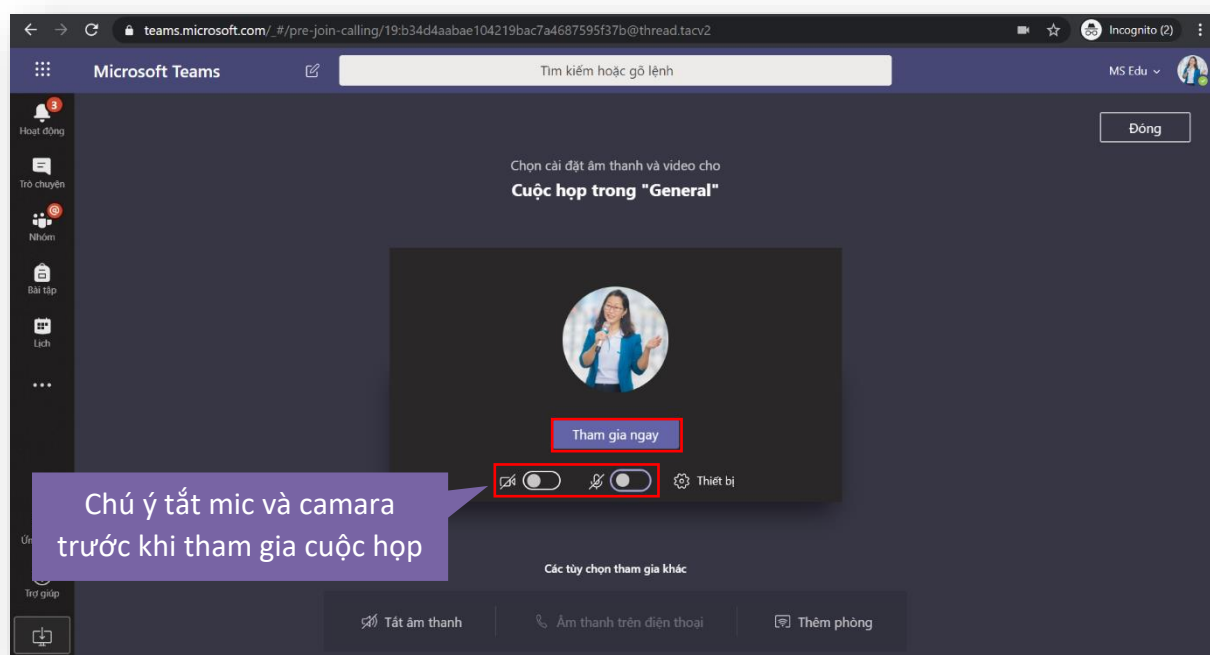 teams.microsoft.com/_#/pre-join-calling/19:b34d4aabae104219bac7a4687595f37b@thread.tacv2
Incognito (2)
Microsoft Teams
Tìm kiếm hoặc gõ lệnh
MS Edu
3
Hoạt động
Đóng
Trò chuyên
Chọn cài đặt âm thanh và video cho
Cuộc họp trong "General"
@
Nhóm
Bài tập
Lịch
Tham gia ngay
Thiết bị
Chú ý tắt mic và camara
trước khi tham gia cuộc họp
Các tùy chọn tham gia khác
Trợ giúp
Tắt âm thanh
Âm thanh trên điện thoại
Thêm phòng